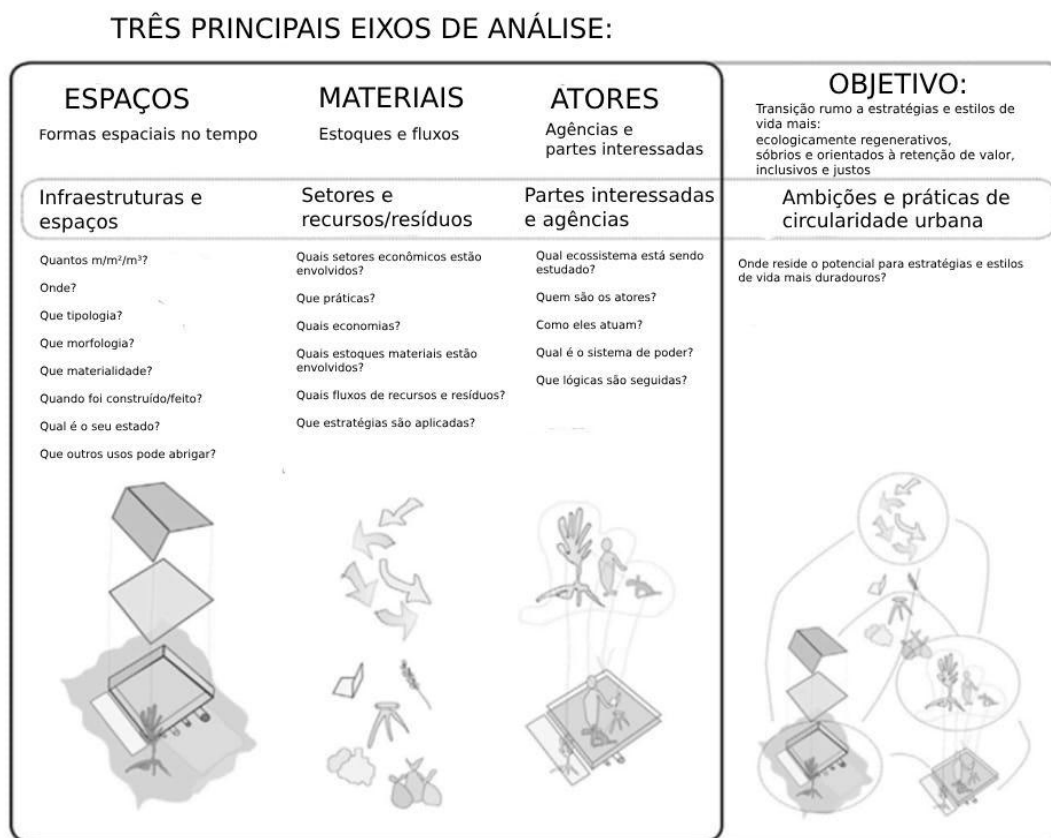 TRÊS PRINCIPAIS EIXOS DE ANÁLISE:
ESPAÇOS
Formas espaciais no tempo
Infraestruturas e
espaços
Quantos m/m²/m³?
Onde?
Que tipologia?
Que morfologia?
Que materialidade?
Quando foi construído/feito?
Qual é o seu estado?
Que outros usos pode abrigar?
MATERIAIS
Estoques e fluxos
Setores e
recursos/resíduos
Quais setores econômicos estão
envolvidos?
Que práticas?
Quais economias?
Quais estoques materiais estão
envolvidos?
Quais fluxos de recursos e resíduos?
Que estratégias são aplicadas?
ATORES
Agências e
partes interessadas
Partes interessadas
e agências
Qual ecossistema está sendo
estudado?
Quem são os atores?
Como eles atuam?
Qual é o sistema de poder?
Que lógicas são seguidas?
OBJETIVO:
Transição rumo a estratégias e estilos de
vida mais:
ecologicamente regenerativos,
sóbrios e orientados à retenção de valor,
inclusivos e justos
Ambições e práticas de
circularidade urbana
Onde reside o potencial para estratégias e estilos
de vida mais duradouros?